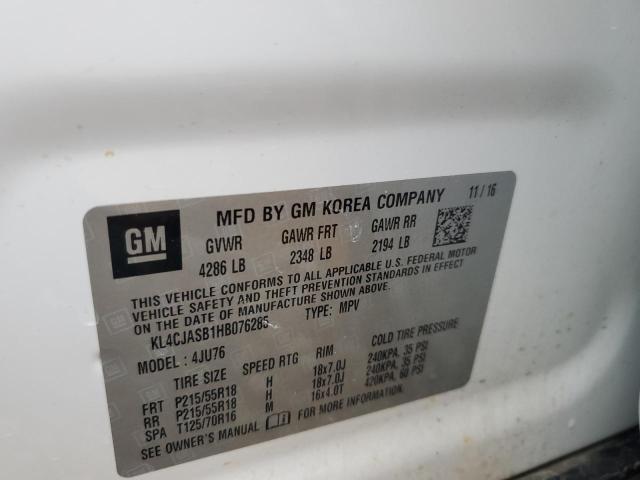 GM
MFD BY GM KOREA COMPANY 11/16
GVWR GAWR FRT GAWR RR
4286 LB 2348 LB 2194 LB
THIS VEHICLE CONFORMS TO ALL APPLICABLE U.S. FEDERAL MOTOR
VEHICLE SAFETY AND THEFT PREVENTION STANDARDS IN EFFECT
ON THE DATE OF MANUFACTURE SHOWN ABOVE.
KL4CJASB1HB076285 TYPE: MPV
MODEL: 4JU76
TIRE SIZE SPEED RTG RIM COLD TIRE PRESSURE
FRT P215/55R18 H 18x7.0J 240KPA, 35 PSI
RR P215/55R18 H 18x7.0J 240KPA, 35 PSI
SPA T125/70R16 M 16x4.0T 420KPA, 60 PSI
SEE OWNER'S MANUAL FOR MORE INFORMATION.